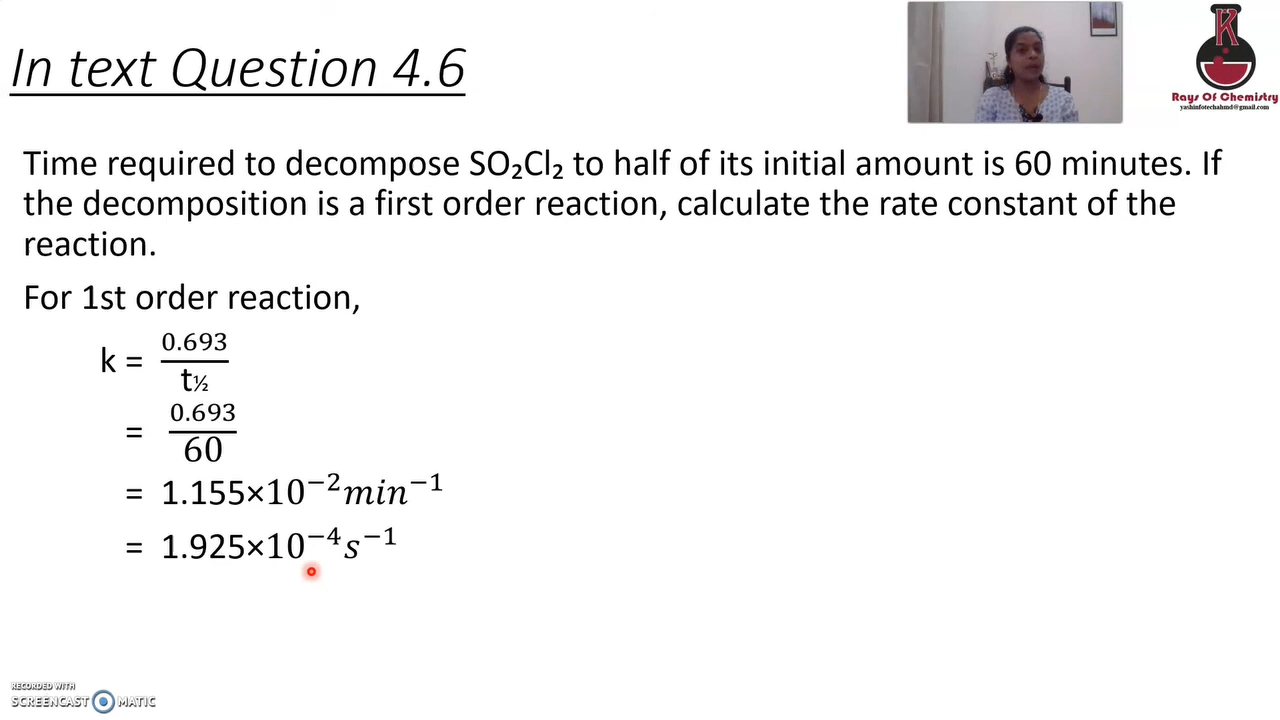 In text Question 4.6
K
Rays Of Chemistry
yashinfotechahmd@gmail.com
Time required to decompose SO₂Cl₂ to half of its initial amount is 60 minutes. If
the decomposition is a first order reaction, calculate the rate constant of the
reaction.
For 1st order reaction,
k = 0.693/t½
= 0.693/60
= 1.155×10⁻²min⁻¹
= 1.925×10⁻⁴s⁻¹
RECORDED WITH
SCREENCAST MATIC